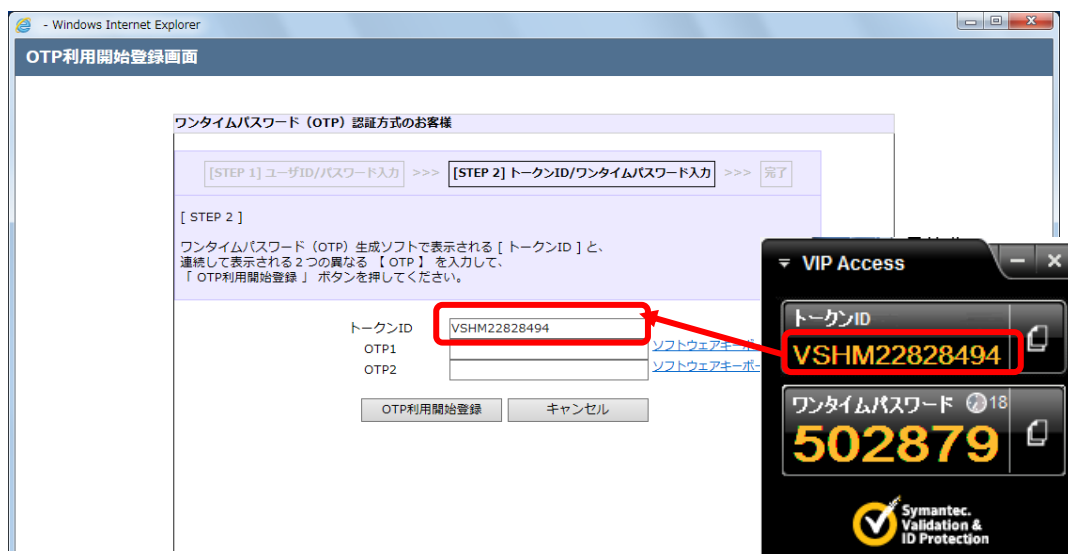 - Windows Internet Explorer
OTP利用開始登録画面
ワンタイムパスワード（OTP）認証方式のお客様
[STEP 1] ユーザID/パスワード入力 >>> [STEP 2] トークンID/ワンタイムパスワード入力 >>> 完了
[ STEP 2 ]
ワンタイムパスワード（OTP）生成ソフトで表示される [ トークンID ] と、
連続して表示される２つの異なる 【 OTP 】 を入力して、
「 OTP利用開始登録 」 ボタンを押してください。
トークンID VSHM22828494
OTP1 ソフトウェアキーボー
OTP2 ソフトウェアキーボー
OTP利用開始登録 キャンセル
VIP Access
トークンID
VSHM22828494
ワンタイムパスワード 18
502879
Symantec.
Validation &
ID Protection